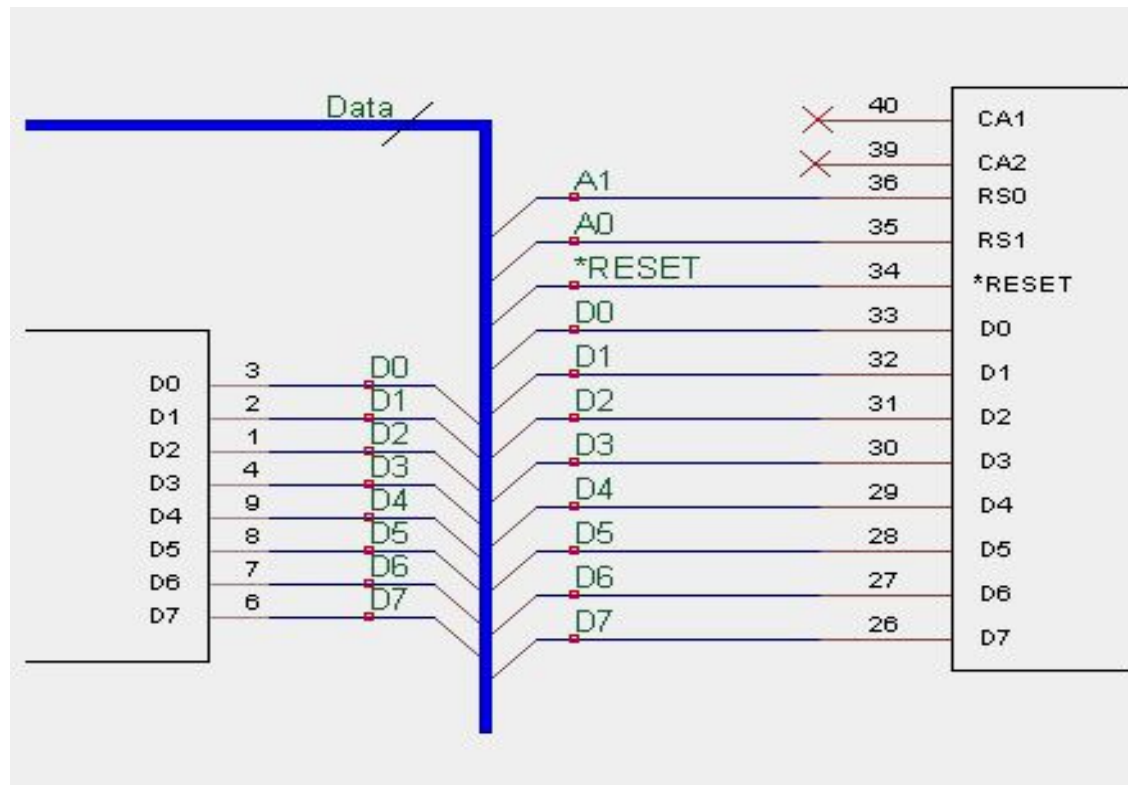 Data
40 CA1
39 CA2
A1 36 RS0
A0 35 RS1
*RESET 34 *RESET
D0 33 D0
D1 32 D1
D2 31 D2
D3 30 D3
D4 29 D4
D5 28 D5
D6 27 D6
D7 26 D7
D0 3 D0
D1 2 D1
D2 1 D2
D3 4 D3
D4 9 D4
D5 8 D5
D6 7 D6
D7 6 D7